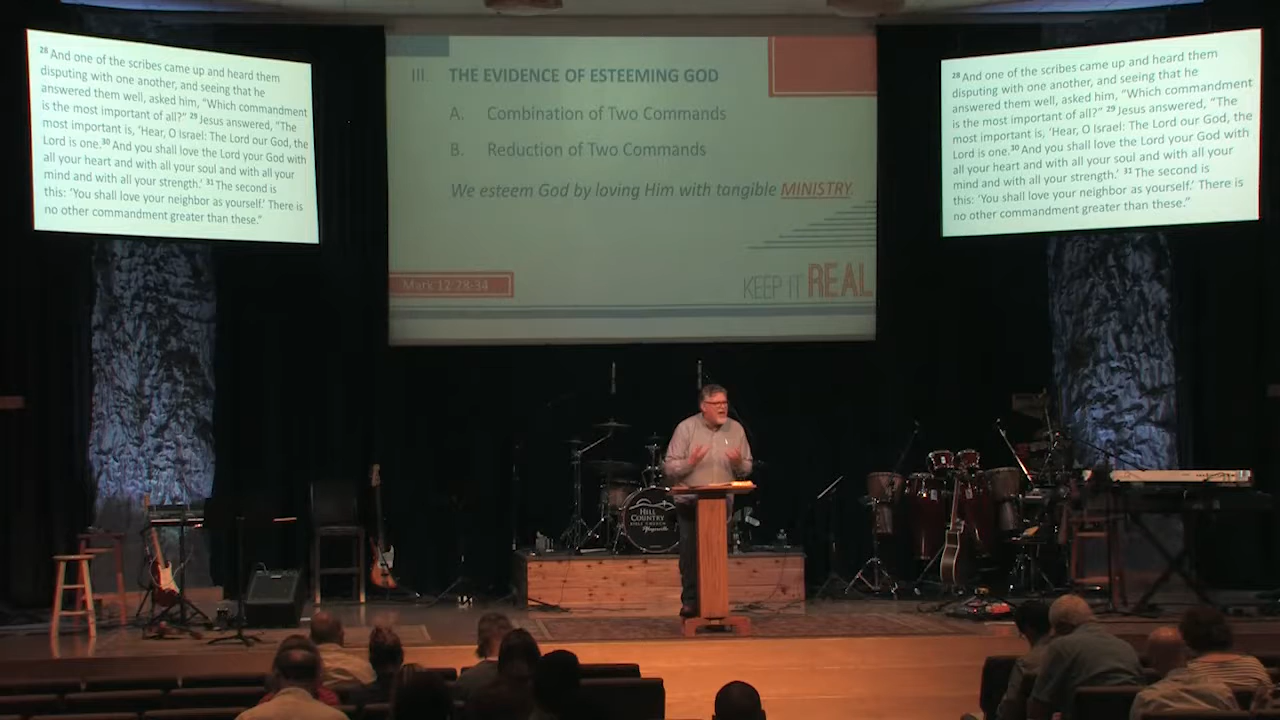 28 And one of the scribes came up and heard them
disputing with one another, and seeing that he
answered them well, asked him, "Which commandment
is the most important of all?" 29 Jesus answered, "The
most important is, 'Hear, O Israel: The Lord our God, the
Lord is one. 30 And you shall love the Lord your God with
all your heart and with all your soul and with all your
mind and with all your strength.' 31 The second is
this: 'You shall love your neighbor as yourself.' There is
no other commandment greater than these."
III. THE EVIDENCE OF ESTEEMING GOD
A. Combination of Two Commands
B. Reduction of Two Commands
We esteem God by loving Him with tangible MINISTRY.
Mark 12:28-34
KEEP IT REAL
28 And one of the scribes came up and heard them
disputing with one another, and seeing that he
answered them well, asked him, "Which commandment
is the most important of all?" 29 Jesus answered, "The
most important is, 'Hear, O Israel: The Lord our God, the
Lord is one. 30 And you shall love the Lord your God with
all your heart and with all your soul and with all your
mind and with all your strength.' 31 The second is
this: 'You shall love your neighbor as yourself.' There is
no other commandment greater than these."
HILL
COUNTRY
BIBLE CHURCH
Pflugerville